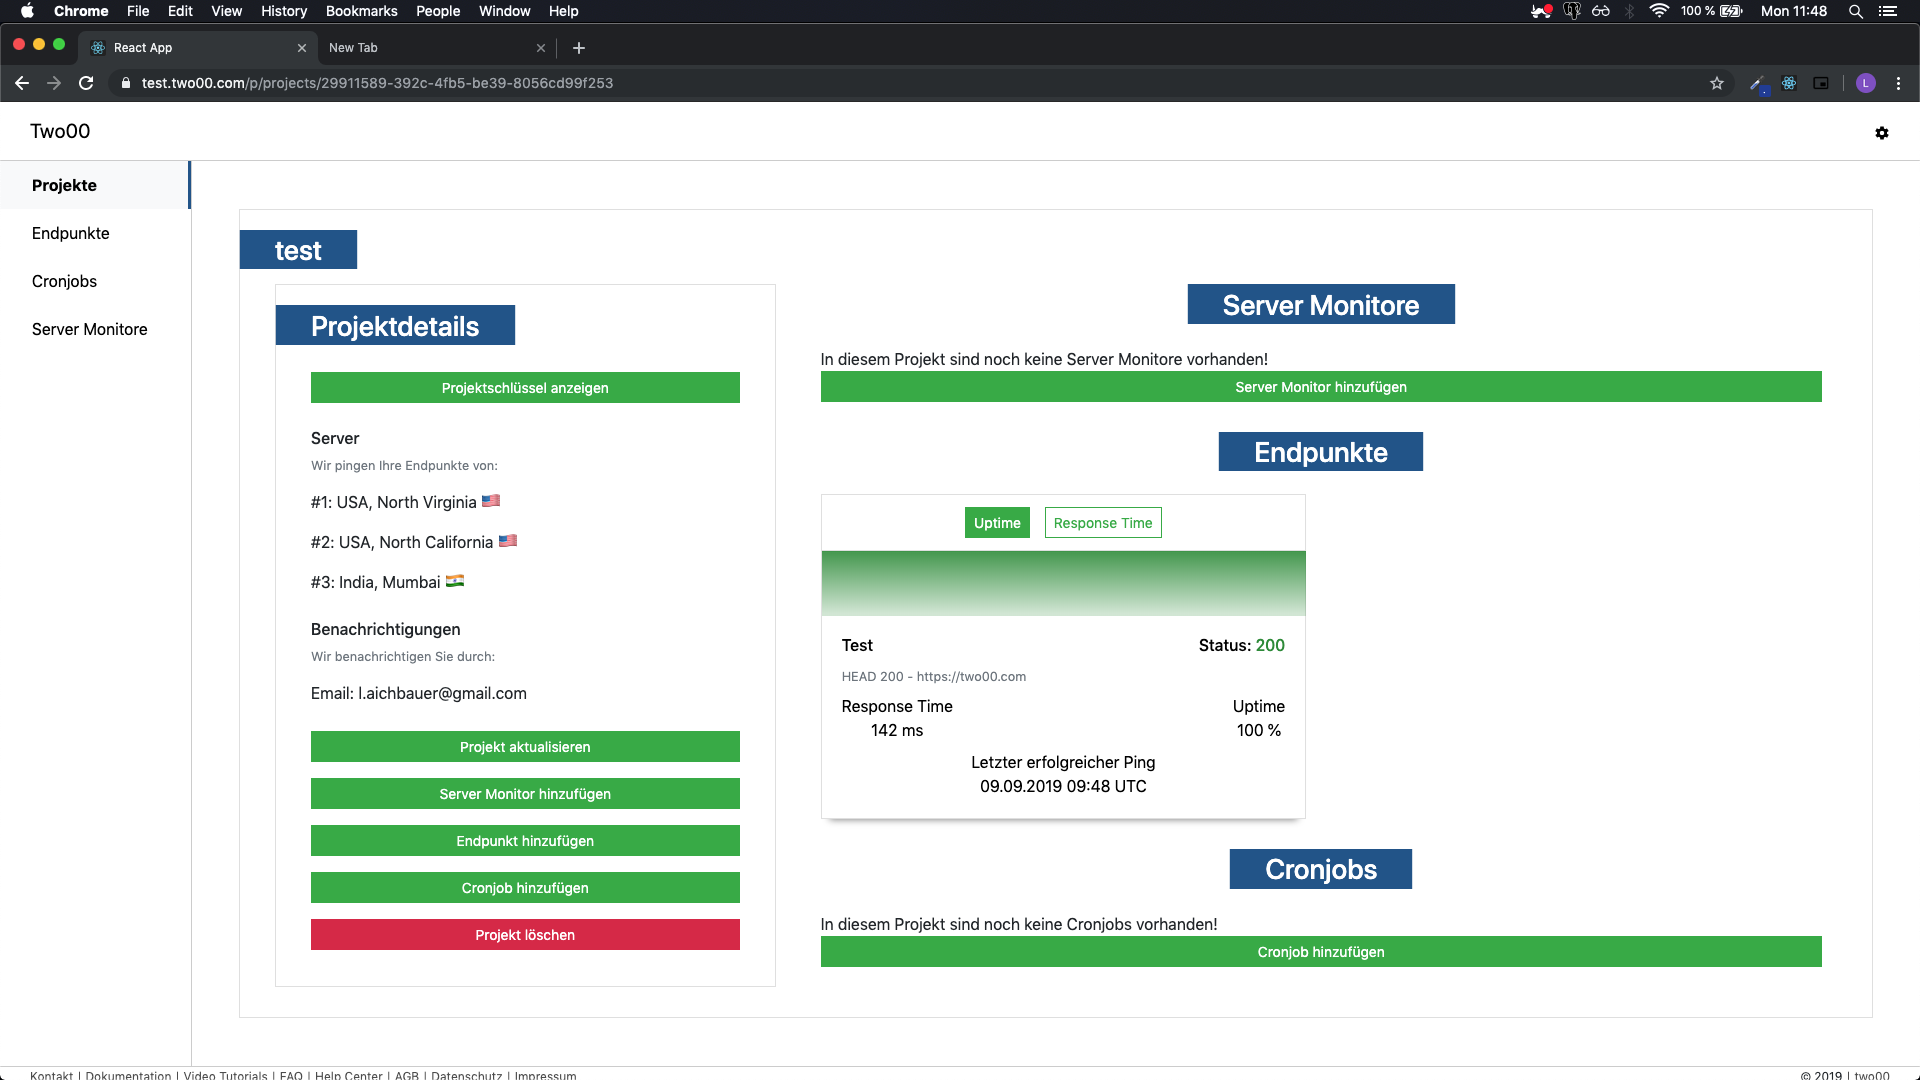 Chrome File Edit View History Bookmarks People Window Help 100 % Mon 11:48
React App New Tab
test.two00.com/p/projects/29911589-392c-4fb5-be39-8056cd99f253 L
Two00
Projekte
Endpunkte
Cronjobs
Server Monitore
test
Projektdetails
Projektschlüssel anzeigen
Server
Wir pingen Ihre Endpunkte von:
#1: USA, North Virginia 🇺🇸
#2: USA, North California 🇺🇸
#3: India, Mumbai 🇮🇳
Benachrichtigungen
Wir benachrichtigen Sie durch:
Email: l.aichbauer@gmail.com
Projekt aktualisieren
Server Monitor hinzufügen
Endpunkt hinzufügen
Cronjob hinzufügen
Projekt löschen
Server Monitore
In diesem Projekt sind noch keine Server Monitore vorhanden!
Server Monitor hinzufügen
Endpunkte
Uptime Response Time
Test Status: 200
HEAD 200 - https://two00.com
Response Time Uptime
142 ms 100 %
Letzter erfolgreicher Ping
09.09.2019 09:48 UTC
Cronjobs
In diesem Projekt sind noch keine Cronjobs vorhanden!
Cronjob hinzufügen
Kontakt | Dokumentation | Video Tutorials | FAQ | Help Center | AGB | Datenschutz | Impressum © 2019 | two00